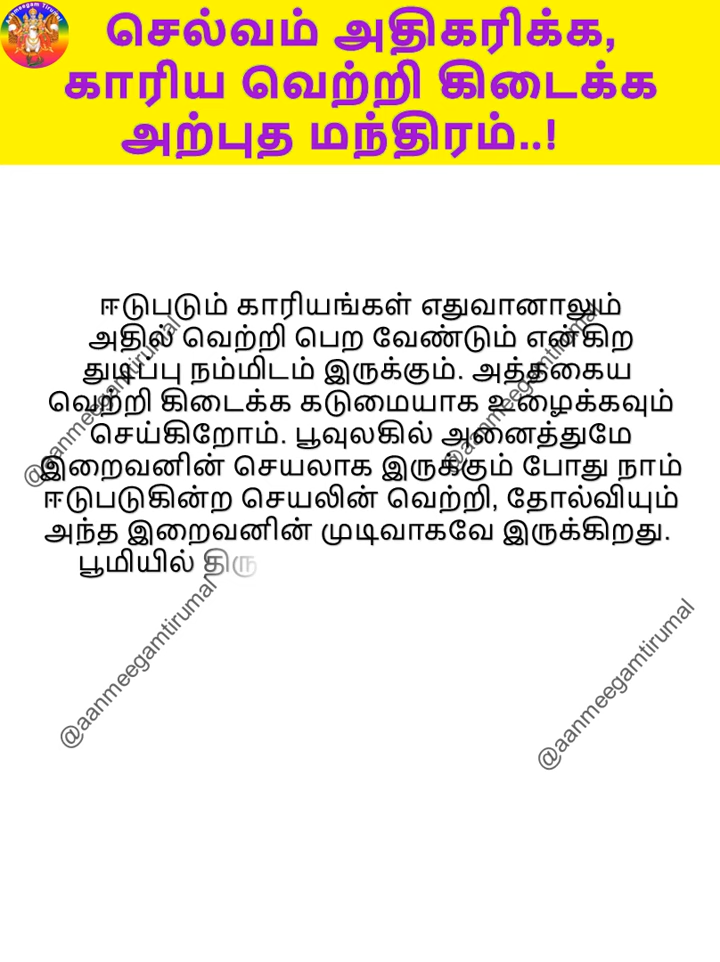 Aanmeegam Tirumal
செல்வம் அதிகரிக்க,
காரிய வெற்றி கிடைக்க
அற்புத மந்திரம்..!
ஈடுபடும் காரியங்கள் எதுவானாலும்
அதில் வெற்றி பெற வேண்டும் என்கிற
துடிப்பு நம்மிடம் இருக்கும். அத்தகைய
வெற்றி கிடைக்க கடுமையாக உழைக்கவும்
செய்கிறோம். பூவுலகில் அனைத்துமே
இறைவனின் செயலாக இருக்கும் போது நாம்
ஈடுபடுகின்ற செயலின் வெற்றி, தோல்வியும்
அந்த இறைவனின் முடிவாகவே இருக்கிறது.
பூமியில் திரு
@aanmeegamtirumal
@aanmeegamtirumal
@aanmeegamtirumal
@aanmeegamtirumal